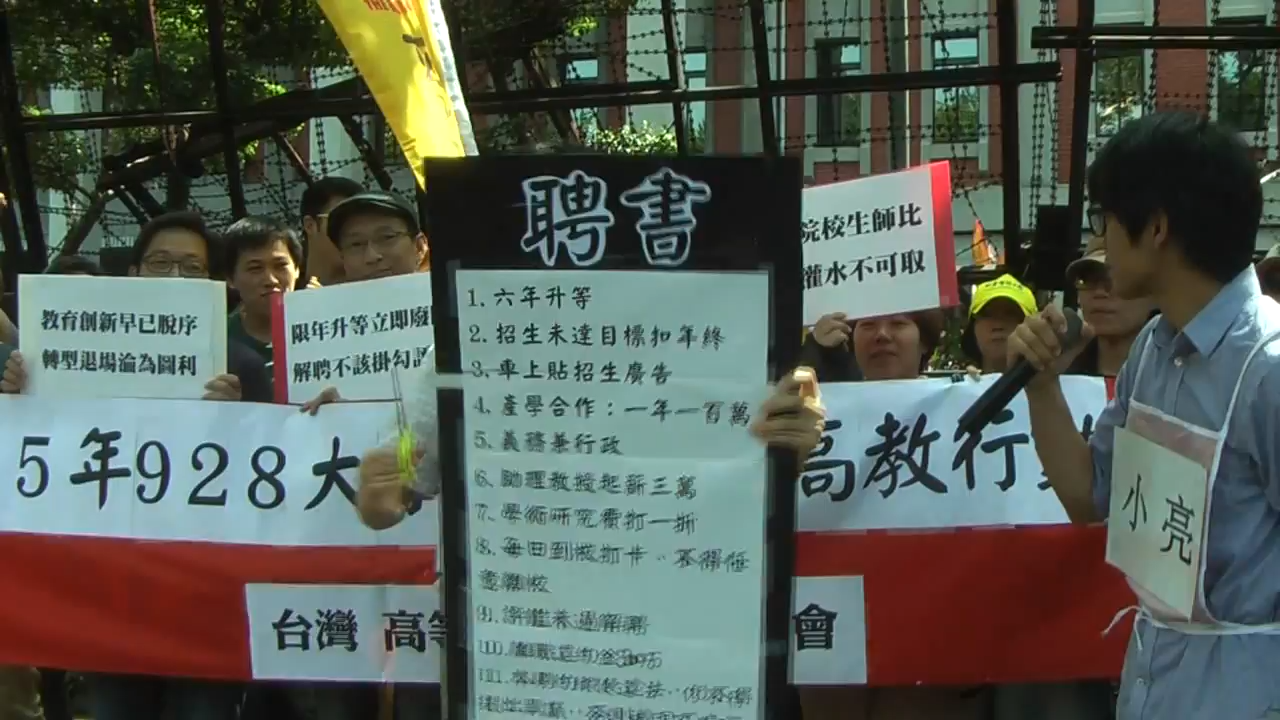 聘書
1. 六年升等
2. 招生未達目標扣年終
3. 車上貼招生廣告
4. 產學合作：一年一百萬
5. 義務兼行政
6. 助理教授起薪三萬
7. 學術研究費打一折
8. 每日到校打卡，不得
教育創新早已脫序
轉型退場淪為圖利
限年升等立即廢
解聘不該掛勾
院校生師比
灌水不可取
5年928大
高教行
台灣 高等
會
小亮